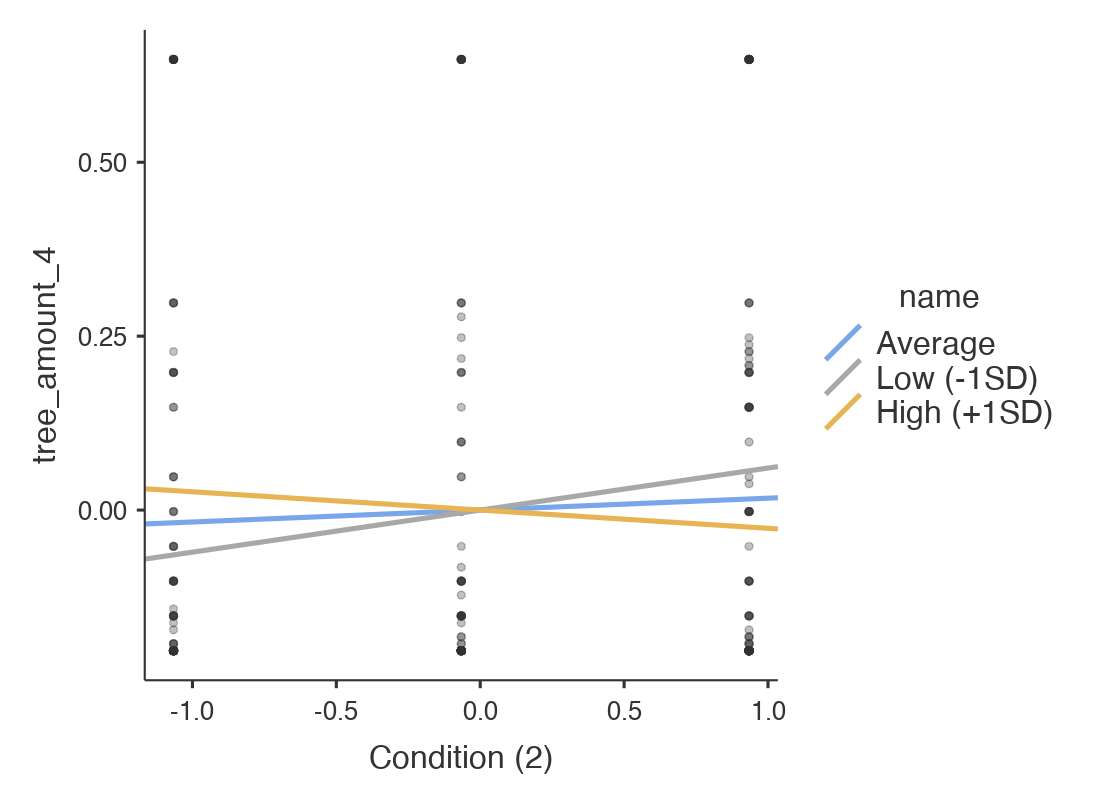 tree_amount_4
0.50
0.25
0.00
-1.0
-0.5
0.0
0.5
1.0
Condition (2)
name
Average
Low (-1SD)
High (+1SD)